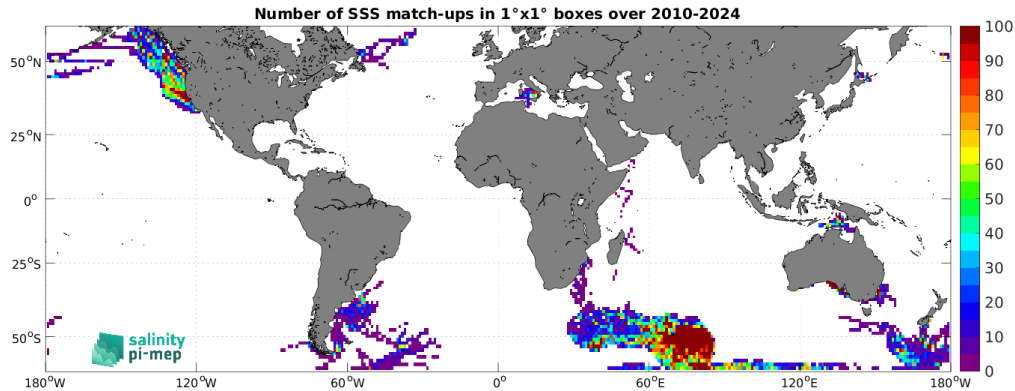 Number of SSS match-ups in 1°x1° boxes over 2010-2024
50°N
25°N
0°
25°S
50°S
180°W
120°W
60°W
0°
60°E
120°E
180°W
100
90
80
70
60
50
40
30
20
10
0
salinity
pi-mep